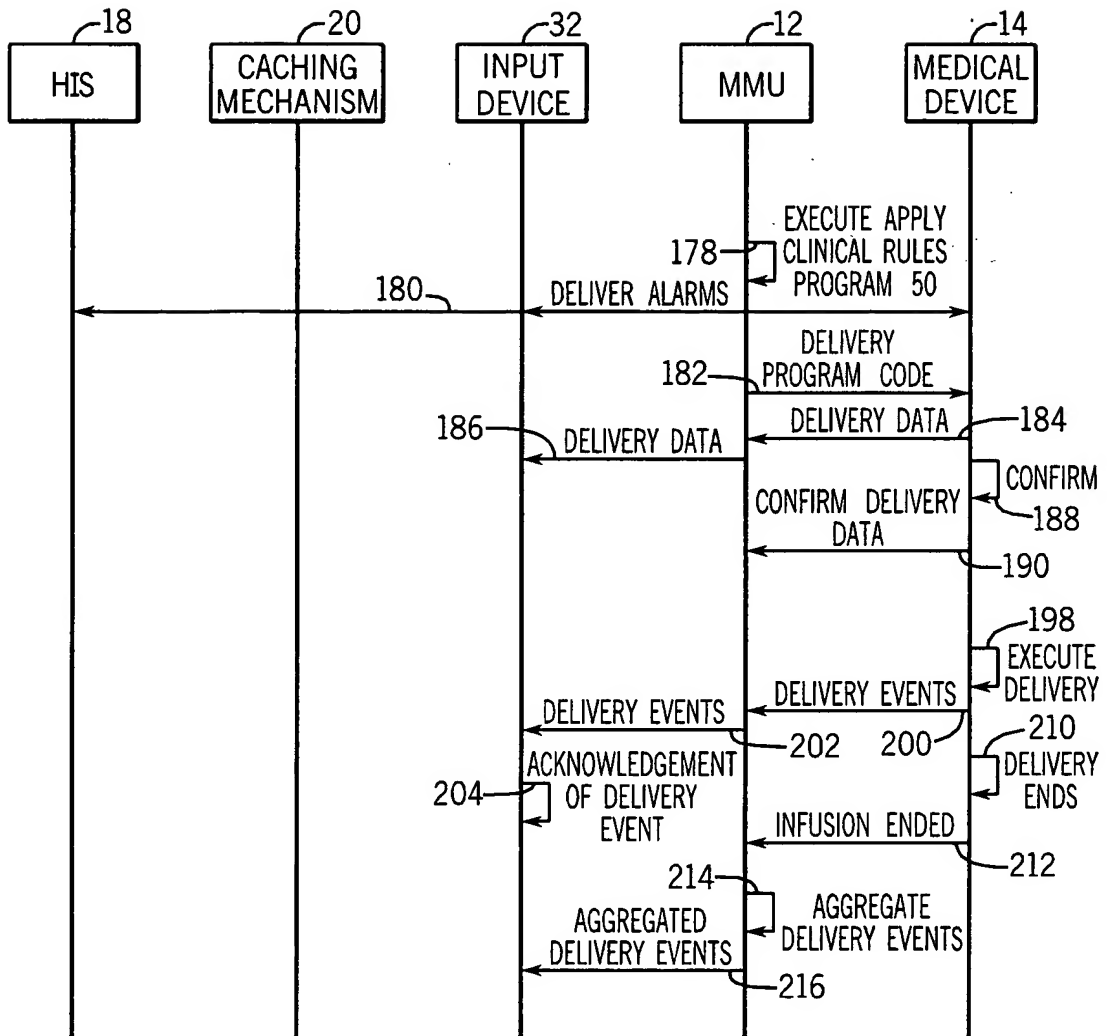 18
20
32
12
14
HIS
CACHING
MECHANISM
INPUT
DEVICE
MMU
MEDICAL
DEVICE
178
EXECUTE APPLY
CLINICAL RULES
PROGRAM 50
180
DELIVER ALARMS
182
DELIVERY
PROGRAM CODE
DELIVERY DATA
184
186
DELIVERY DATA
CONFIRM
188
CONFIRM DELIVERY
DATA
190
198
EXECUTE
DELIVERY
DELIVERY EVENTS
200
DELIVERY EVENTS
202
210
DELIVERY
ENDS
204
ACKNOWLEDGEMENT
OF DELIVERY
EVENT
INFUSION ENDED
212
214
AGGREGATE
DELIVERY EVENTS
AGGREGATED
DELIVERY EVENTS
216